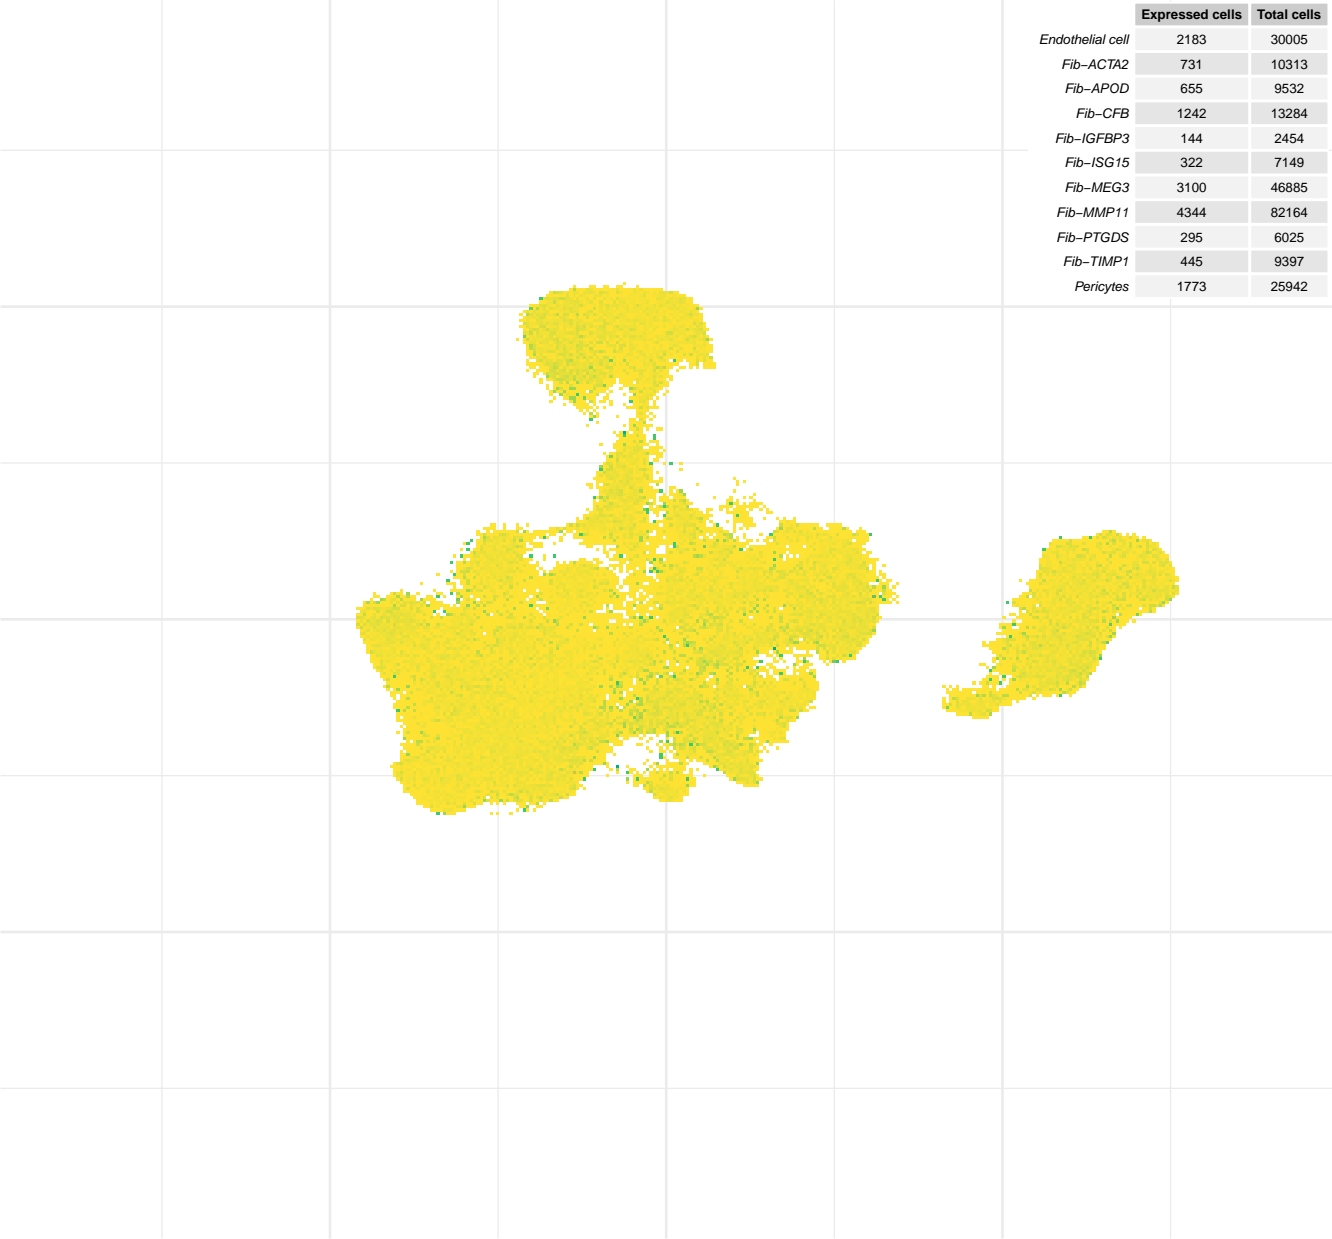 Expressed cells Total cells
Endothelial cell 2183 30005
Fib−ACTA2 731 10313
Fib−APOD 655 9532
Fib−CFB 1242 13284
Fib−IGFBP3 144 2454
Fib−ISG15 322 7149
Fib−MEG3 3100 46885
Fib−MMP11 4344 82164
Fib−PTGDS 295 6025
Fib−TIMP1 445 9397
Pericytes 1773 25942